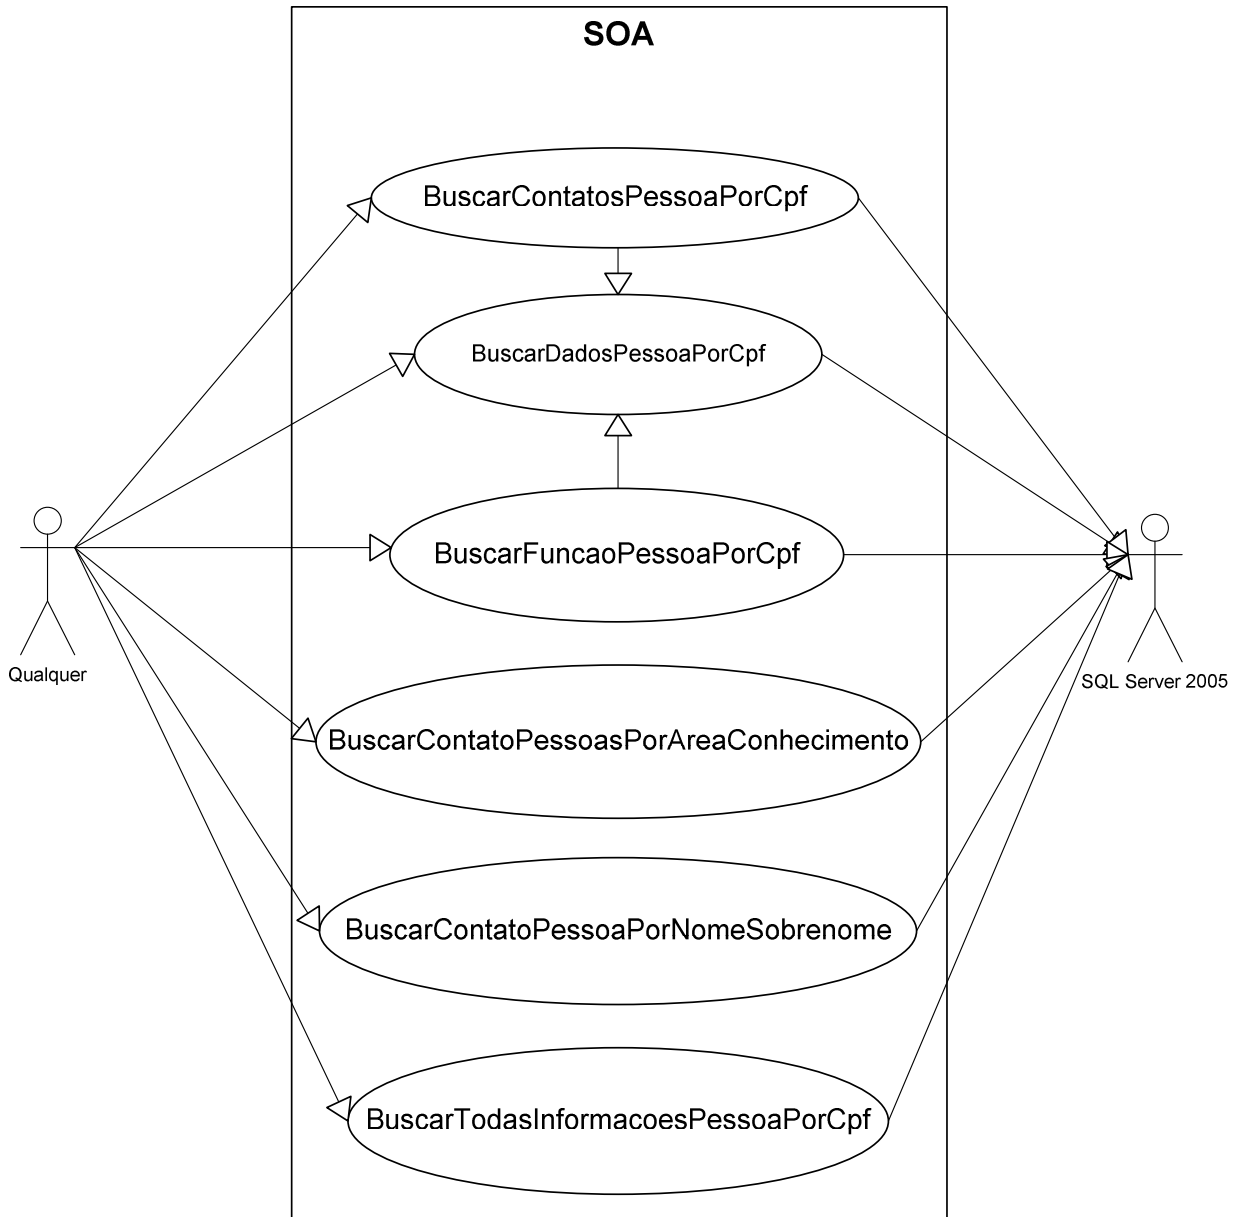 SOA
BuscarContatosPessoaPorCpf
BuscarDadosPessoaPorCpf
BuscarFuncaoPessoaPorCpf
Qualquer
SQL Server 2005
BuscarContatoPessoasPorAreaConhecimento
BuscarContatoPessoaPorNomeSobrenome
BuscarTodasInformacoesPessoaPorCpf